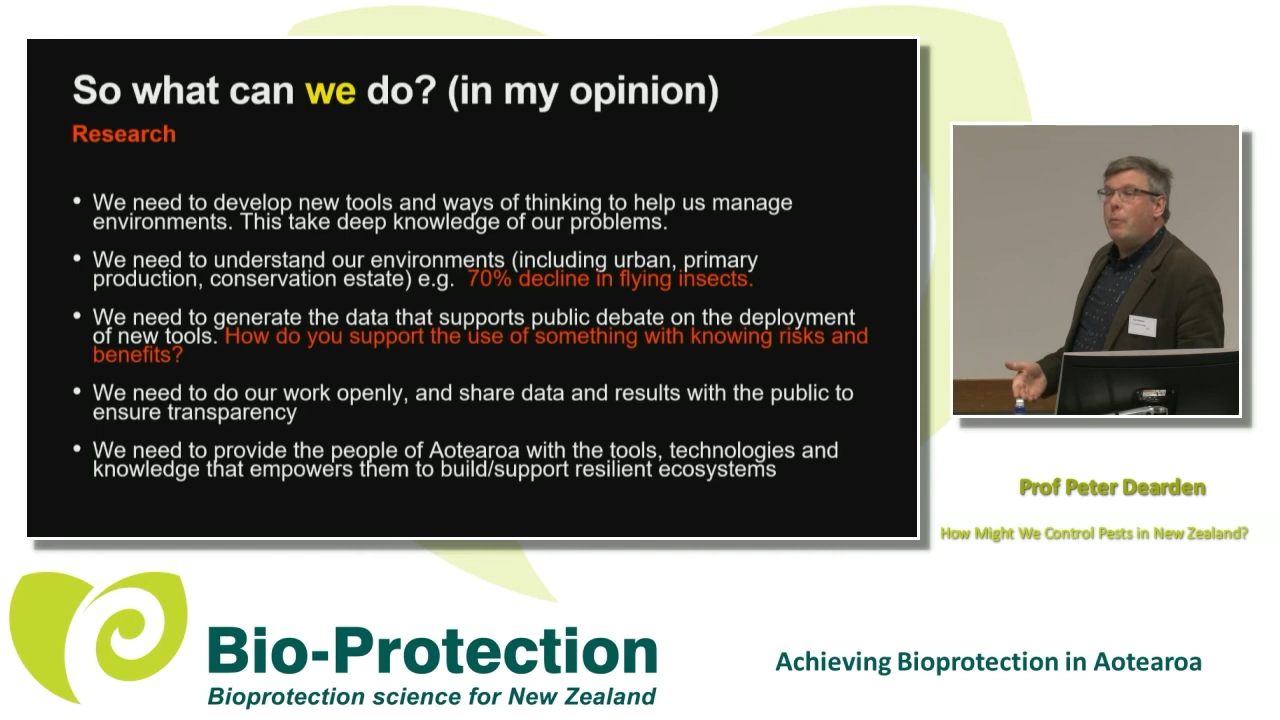 So what can we do? (in my opinion)
Research
• We need to develop new tools and ways of thinking to help us manage
environments. This take deep knowledge of our problems.
• We need to understand our environments (including urban, primary
production, conservation estate) e.g. 70% decline in flying insects.
• We need to generate the data that supports public debate on the deployment
of new tools. How do you support the use of something with knowing risks and
benefits?
• We need to do our work openly, and share data and results with the public to
ensure transparency
• We need to provide the people of Aotearoa with the tools, technologies and
knowledge that empowers them to build/support resilient ecosystems
Prof Peter Dearden
How Might We Control Pests in New Zealand?
Bio-Protection
Bioprotection science for New Zealand
Achieving Bioprotection in Aotearoa